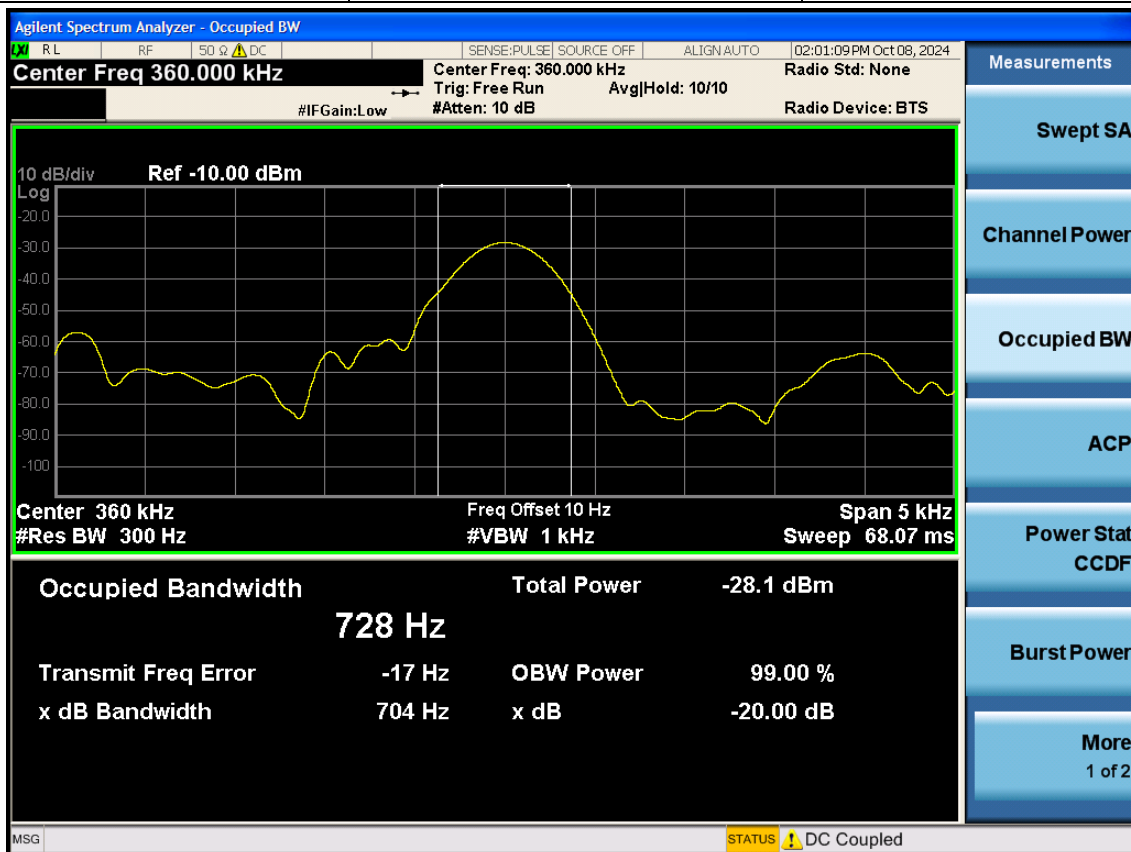 Agilent Spectrum Analyzer - Occupied BW
LXI RL RF 50 Ω DC SENSE:PULSE SOURCE OFF ALIGN AUTO 02:01:09 PM Oct 08, 2024
Center Freq 360.000 kHz Center Freq: 360.000 kHz Radio Std: None
Trig: Free Run Avg|Hold: 10/10
#IFGain:Low #Atten: 10 dB Radio Device: BTS
10 dB/div Ref -10.00 dBm
Log
-20.0
-30.0
-40.0
-50.0
-60.0
-70.0
-80.0
-90.0
-100
Center 360 kHz Freq Offset 10 Hz Span 5 kHz
#Res BW 300 Hz #VBW 1 kHz Sweep 68.07 ms
Occupied Bandwidth Total Power -28.1 dBm
728 Hz
Transmit Freq Error -17 Hz OBW Power 99.00 %
x dB Bandwidth 704 Hz x dB -20.00 dB
Measurements
Swept SA
Channel Power
Occupied BW
ACP
Power Stat
CCDF
Burst Power
More
1 of 2
MSG STATUS DC Coupled